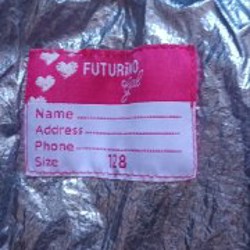 FUTURINO
girl
Name
Address
Phone
Size 128